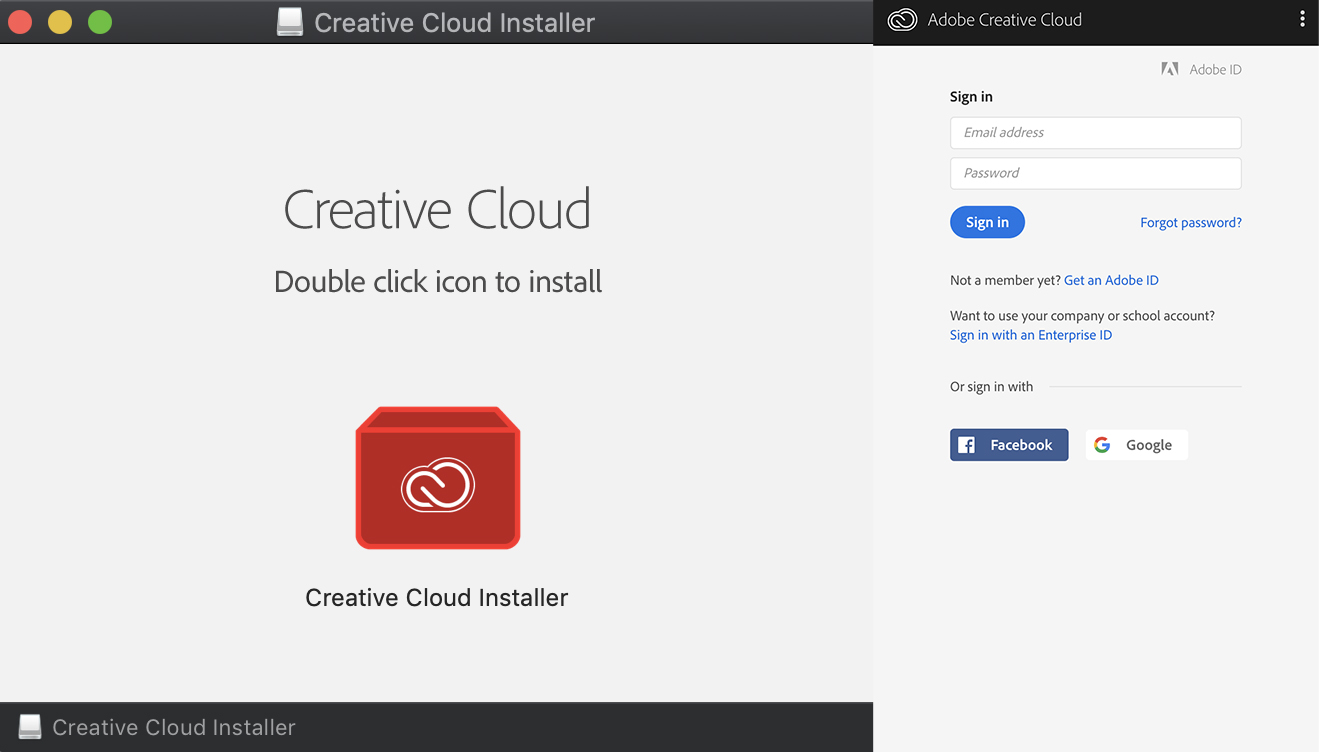 Creative Cloud Installer
Creative Cloud
Double click icon to install
Creative Cloud Installer
Creative Cloud Installer
Adobe Creative Cloud
Adobe ID
Sign in
Email address
Password
Sign in
Forgot password?
Not a member yet? Get an Adobe ID
Want to use your company or school account?
Sign in with an Enterprise ID
Or sign in with
Facebook
Google